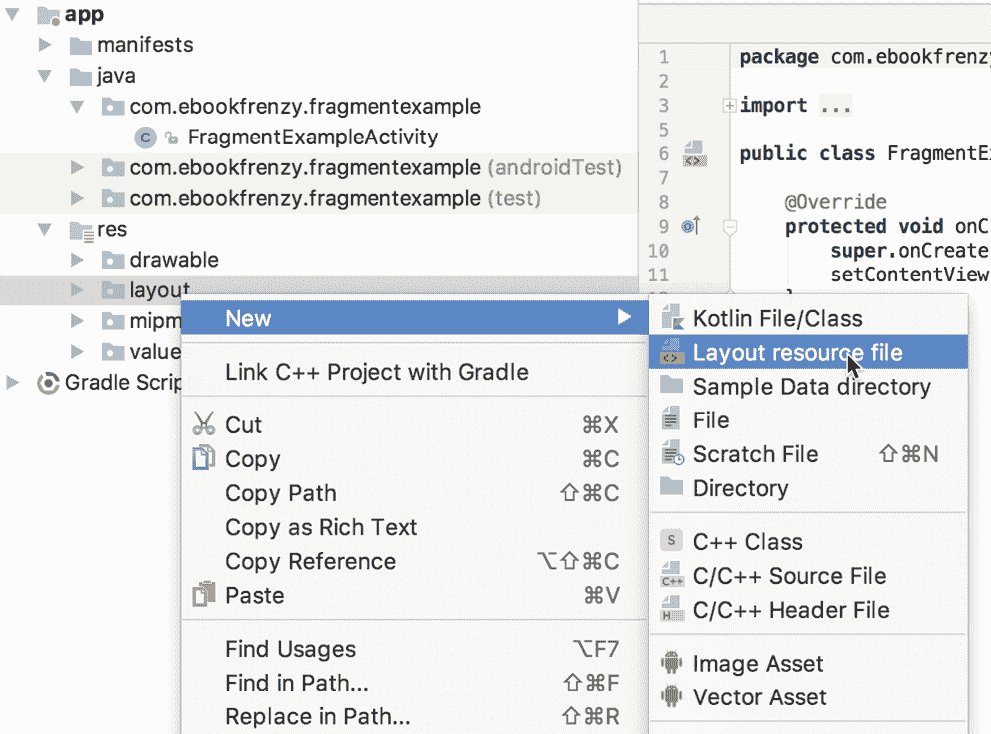 app
manifests
java
com.ebookfrenzy.fragmentexample
C FragmentExampleActivity
com.ebookfrenzy.fragmentexample (androidTest)
com.ebookfrenzy.fragmentexample (test)
res
drawable
layout
mipm
values
Gradle Scrip
1 package com.ebookfrenzy
2
3 import ...
5
6 public class FragmentEx
7
8 @Override
9 protected void onC
10 super.onCreate
11 setContentView
New
Link C++ Project with Gradle
Cut ⌘X
Copy ⌘C
Copy Path ⇧⌘C
Copy as Rich Text
Copy Reference ⌥⇧⌘C
Paste ⌘V
Find Usages ⌥F7
Find in Path... ⇧⌘F
Replace in Path... ⇧⌘R
Kotlin File/Class
Layout resource file
Sample Data directory
File
Scratch File ⇧⌘N
Directory
S C++ Class
C++ C/C++ Source File
H C/C++ Header File
Image Asset
Vector Asset